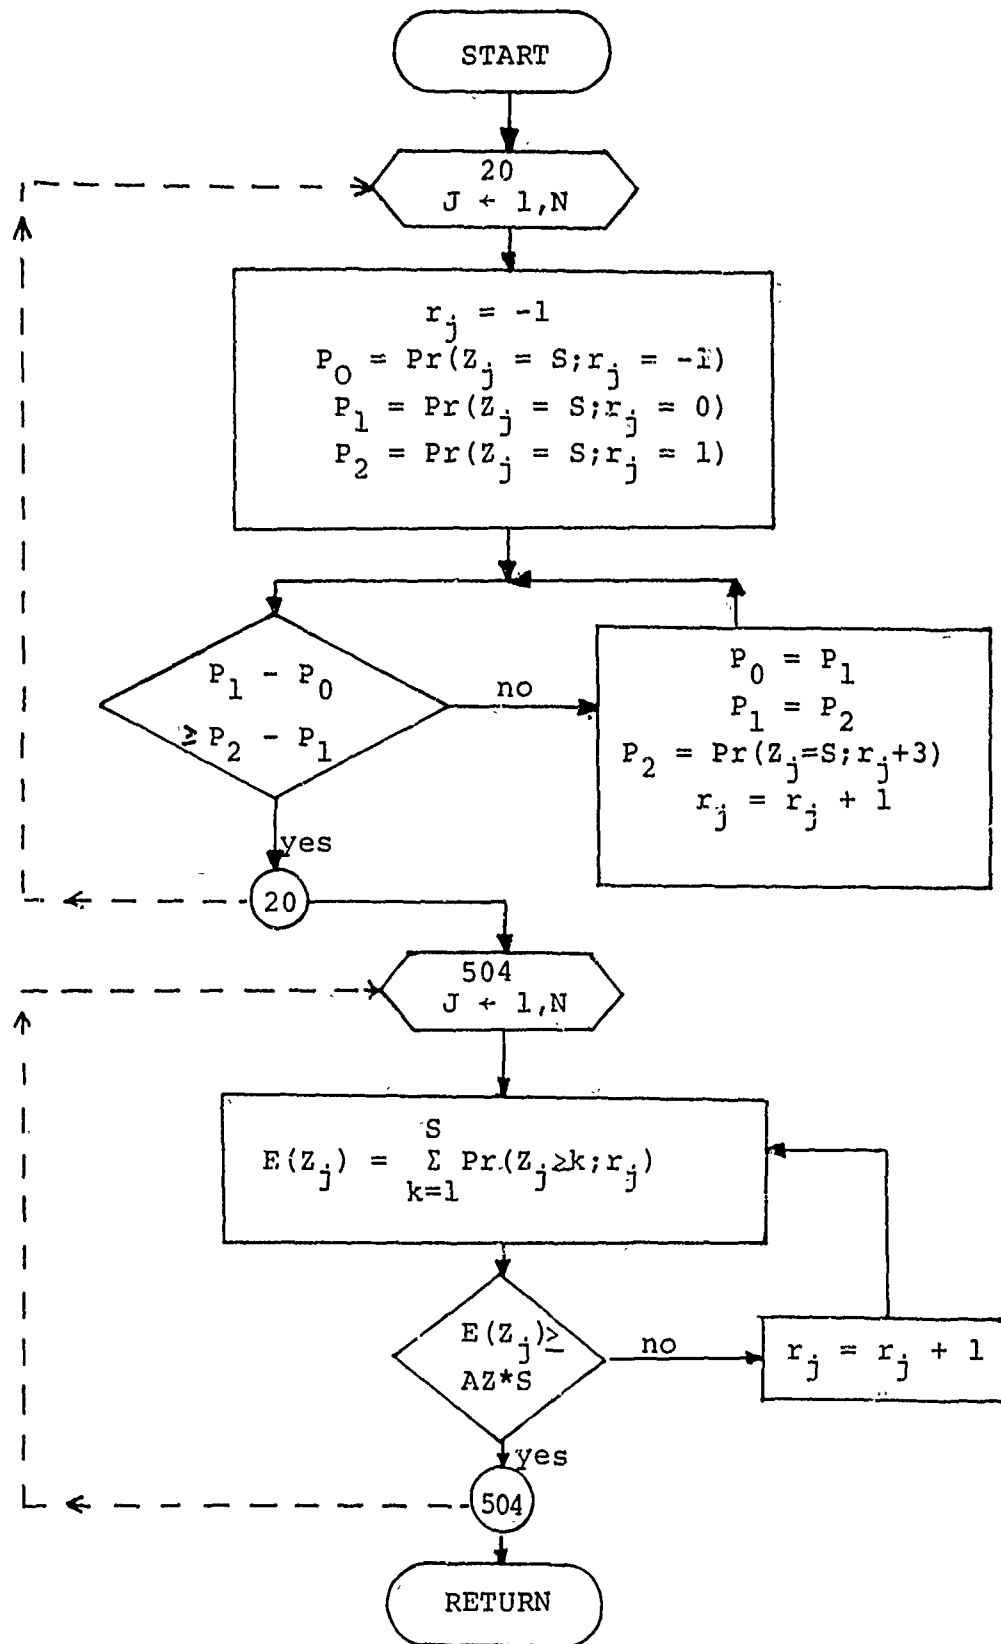 START
20
J ← 1,N
r_j = -1
P_0 = Pr(Z_j = S;r_j = -1)
P_1 = Pr(Z_j = S;r_j = 0)
P_2 = Pr(Z_j = S;r_j = 1)
P_1 - P_0
≥ P_2 - P_1
no
P_0 = P_1
P_1 = P_2
P_2 = Pr(Z_j=S;r_j+3)
r_j = r_j + 1
yes
20
504
J ← 1,N
S
E(Z_j) = Σ Pr(Z_j≥k;r_j)
k=1
E(Z_j)≥
AZ*S
no
r_j = r_j + 1
yes
504
RETURN